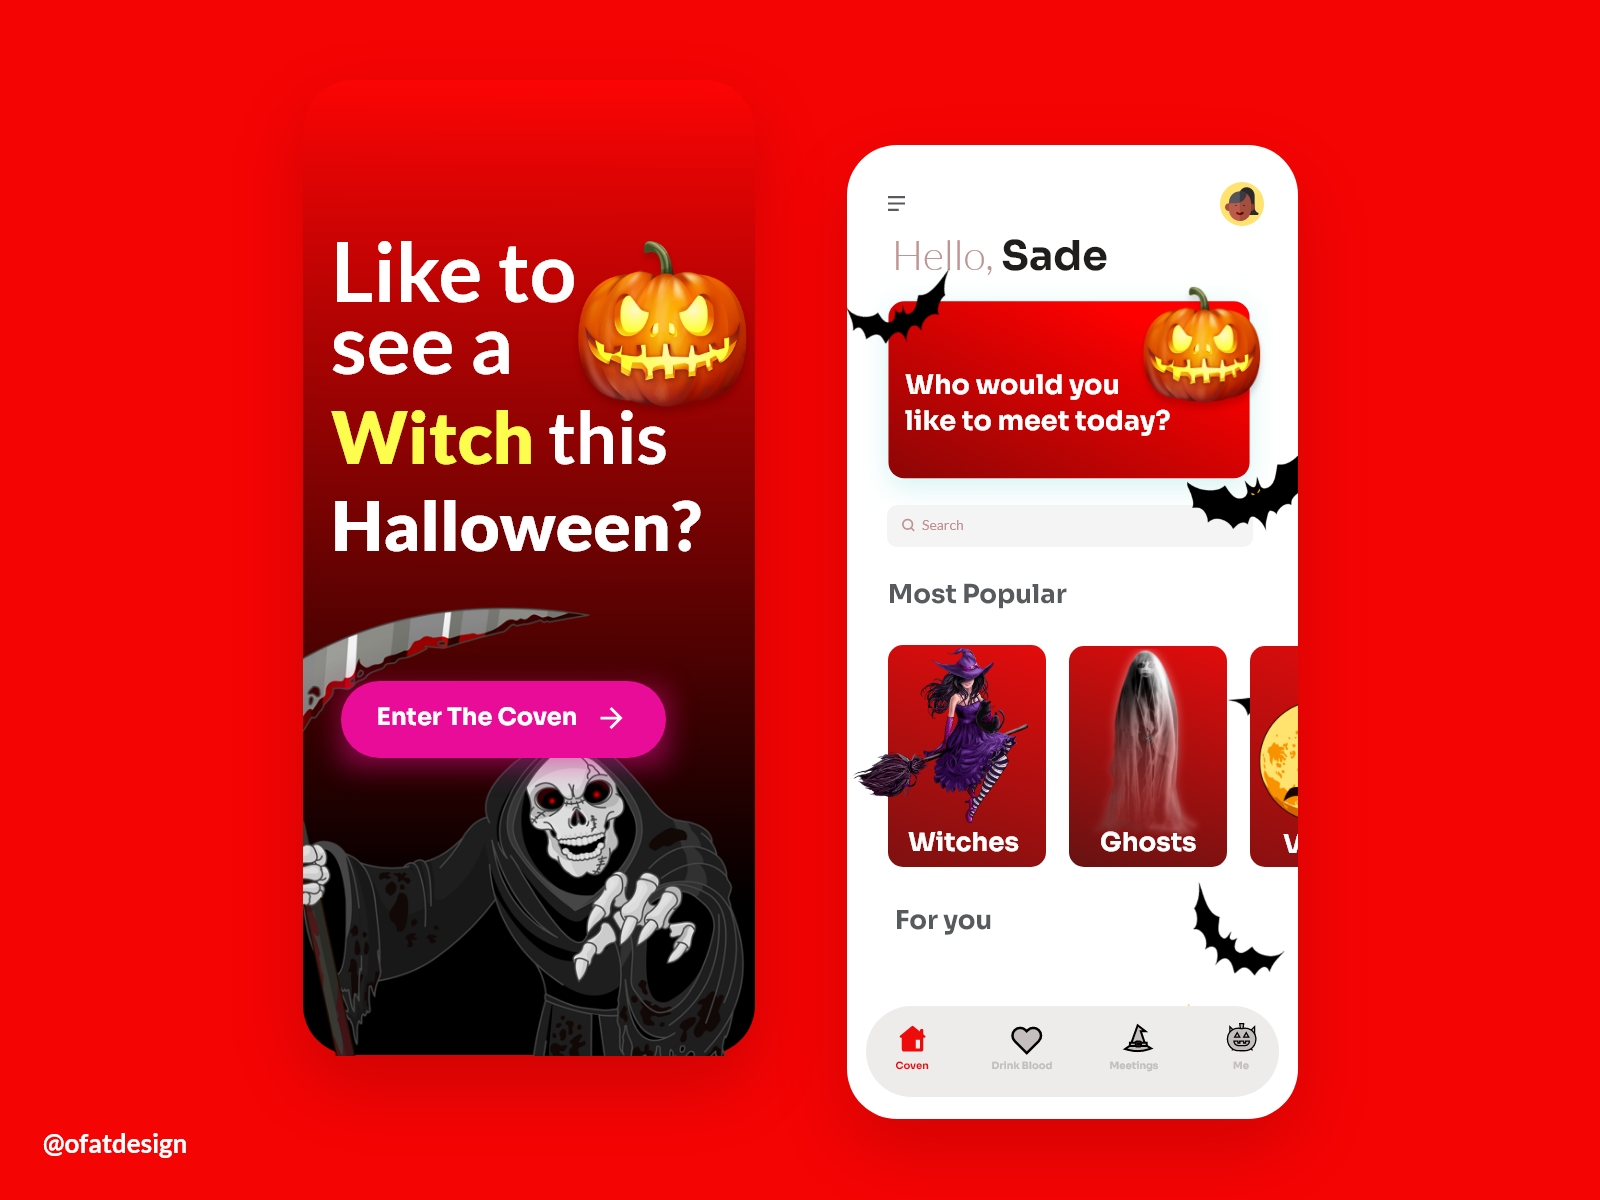 Like to
see a
Witch this
Halloween?
Enter The Coven
Hello, Sade
Who would you
like to meet today?
Search
Most Popular
Witches
Ghosts
For you
Coven
Drink Blood
Meetings
Me
@ofatdesign